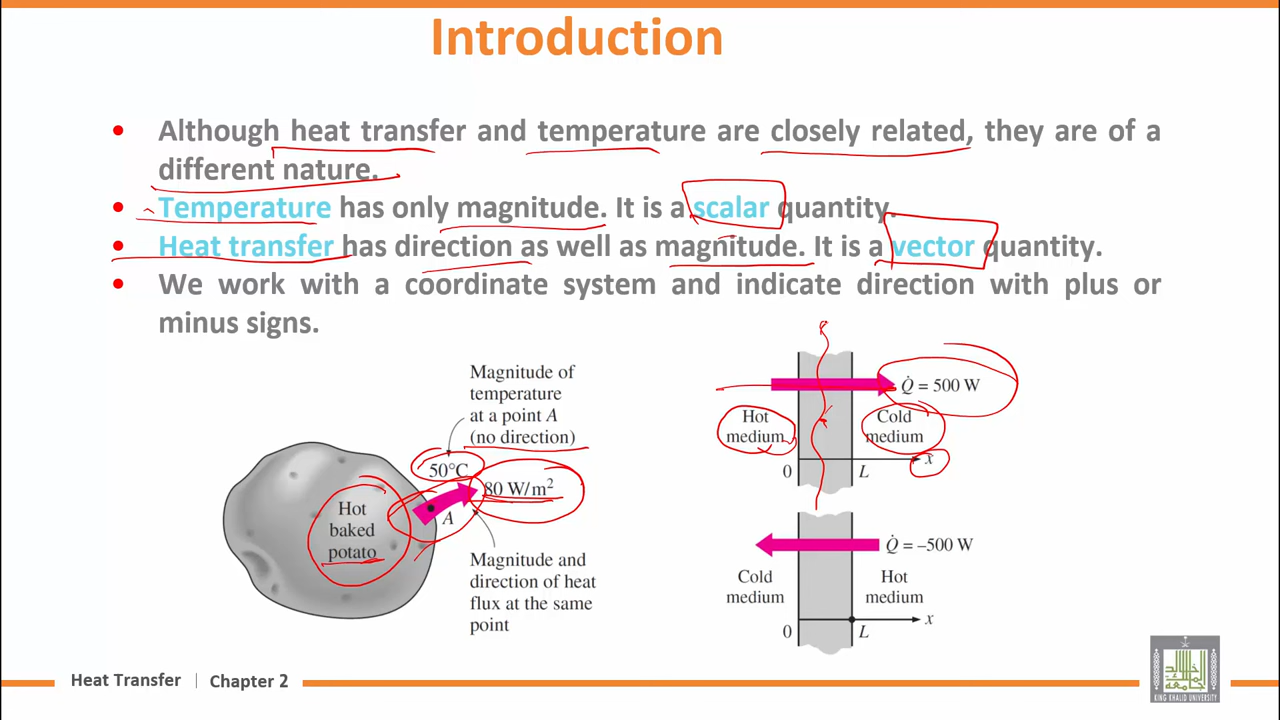 Introduction
• Although heat transfer and temperature are closely related, they are of a
different nature.
• Temperature has only magnitude. It is a scalar quantity.
• Heat transfer has direction as well as magnitude. It is a vector quantity.
• We work with a coordinate system and indicate direction with plus or
minus signs.
Magnitude of
temperature
at a point A
(no direction)
50°C
80 W/m²
A
Hot
baked
potato
Magnitude and
direction of heat
flux at the same
point
Q̇ = 500 W
Hot
medium
Cold
medium
0
L
x
Q̇ = –500 W
Cold
medium
Hot
medium
0
L
x
Heat Transfer | Chapter 2
KING KHALID UNIVERSITY